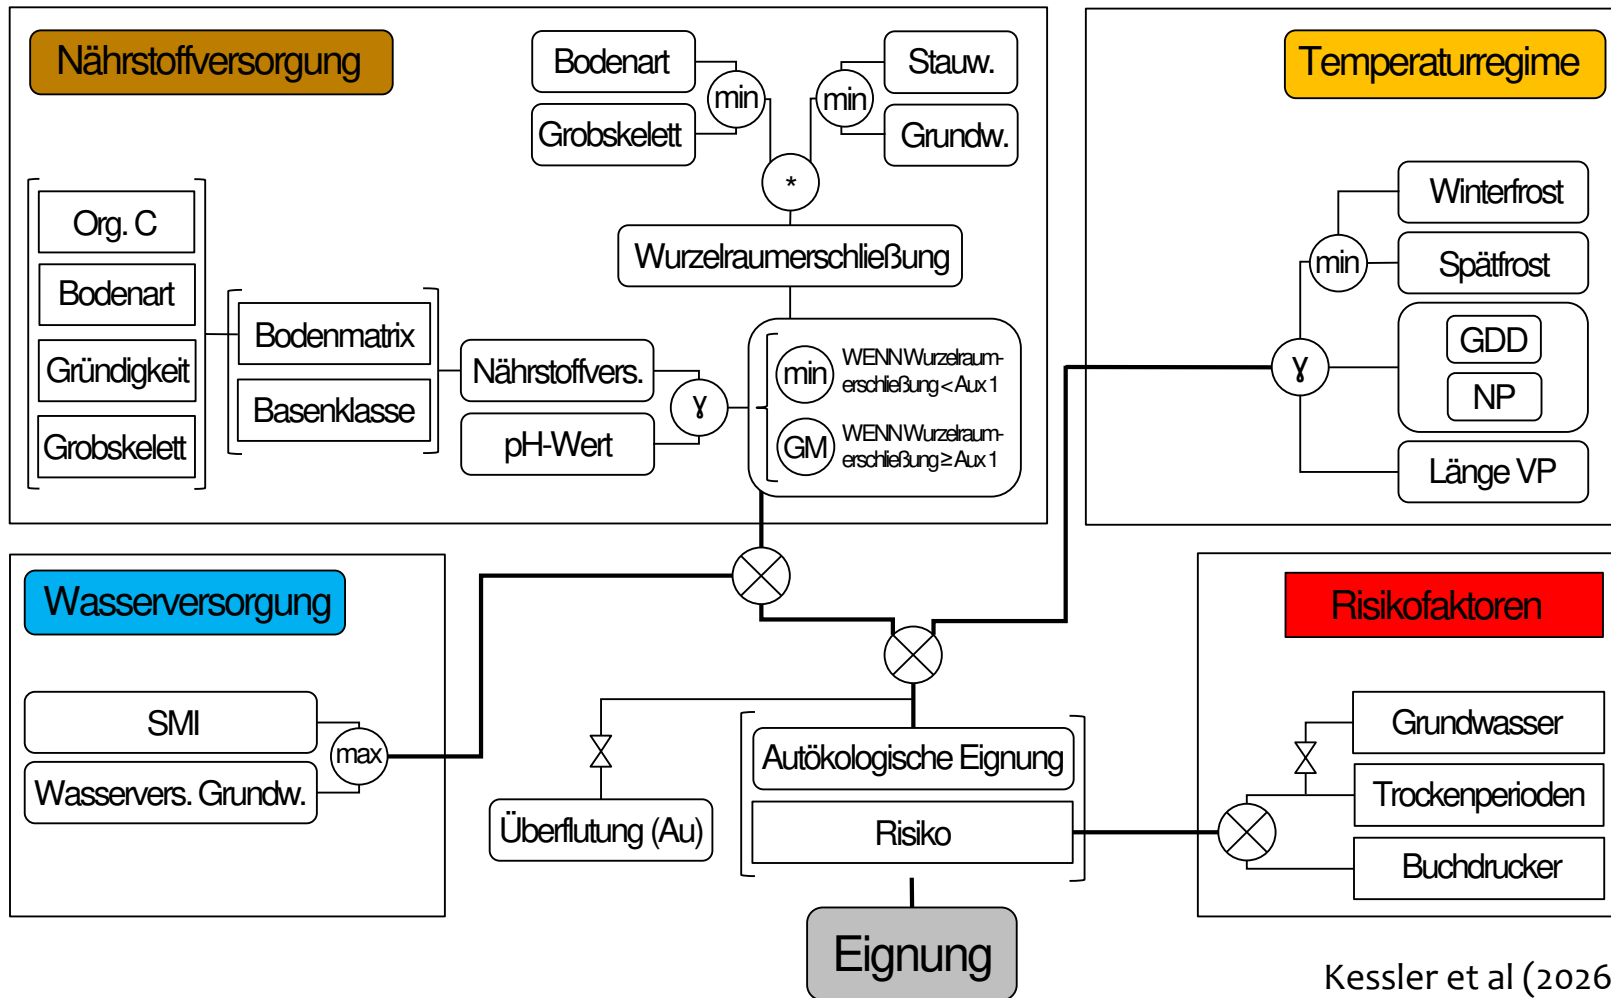 Nährstoffversorgung
Bodenart
Grobskelett
min
Stauw.
Grundw.
min
*
Wurzelraumerschließung
Org. C
Bodenart
Gründigkeit
Grobskelett
Bodenmatrix
Basenklasse
Nährstoffvers.
pH-Wert
γ
min
WENN Wurzelraum-
erschließung < Aux 1
GM
WENN Wurzelraum-
erschließung ≥ Aux 1
Temperaturregime
Winterfrost
Spätfrost
min
GDD
NP
γ
Länge VP
Wasserversorgung
SMI
Wasservers. Grundw.
max
Überflutung (Au)
Autökologische Eignung
Risiko
Eignung
Risikofaktoren
Grundwasser
Trockenperioden
Buchdrucker
Kessler et al (2026